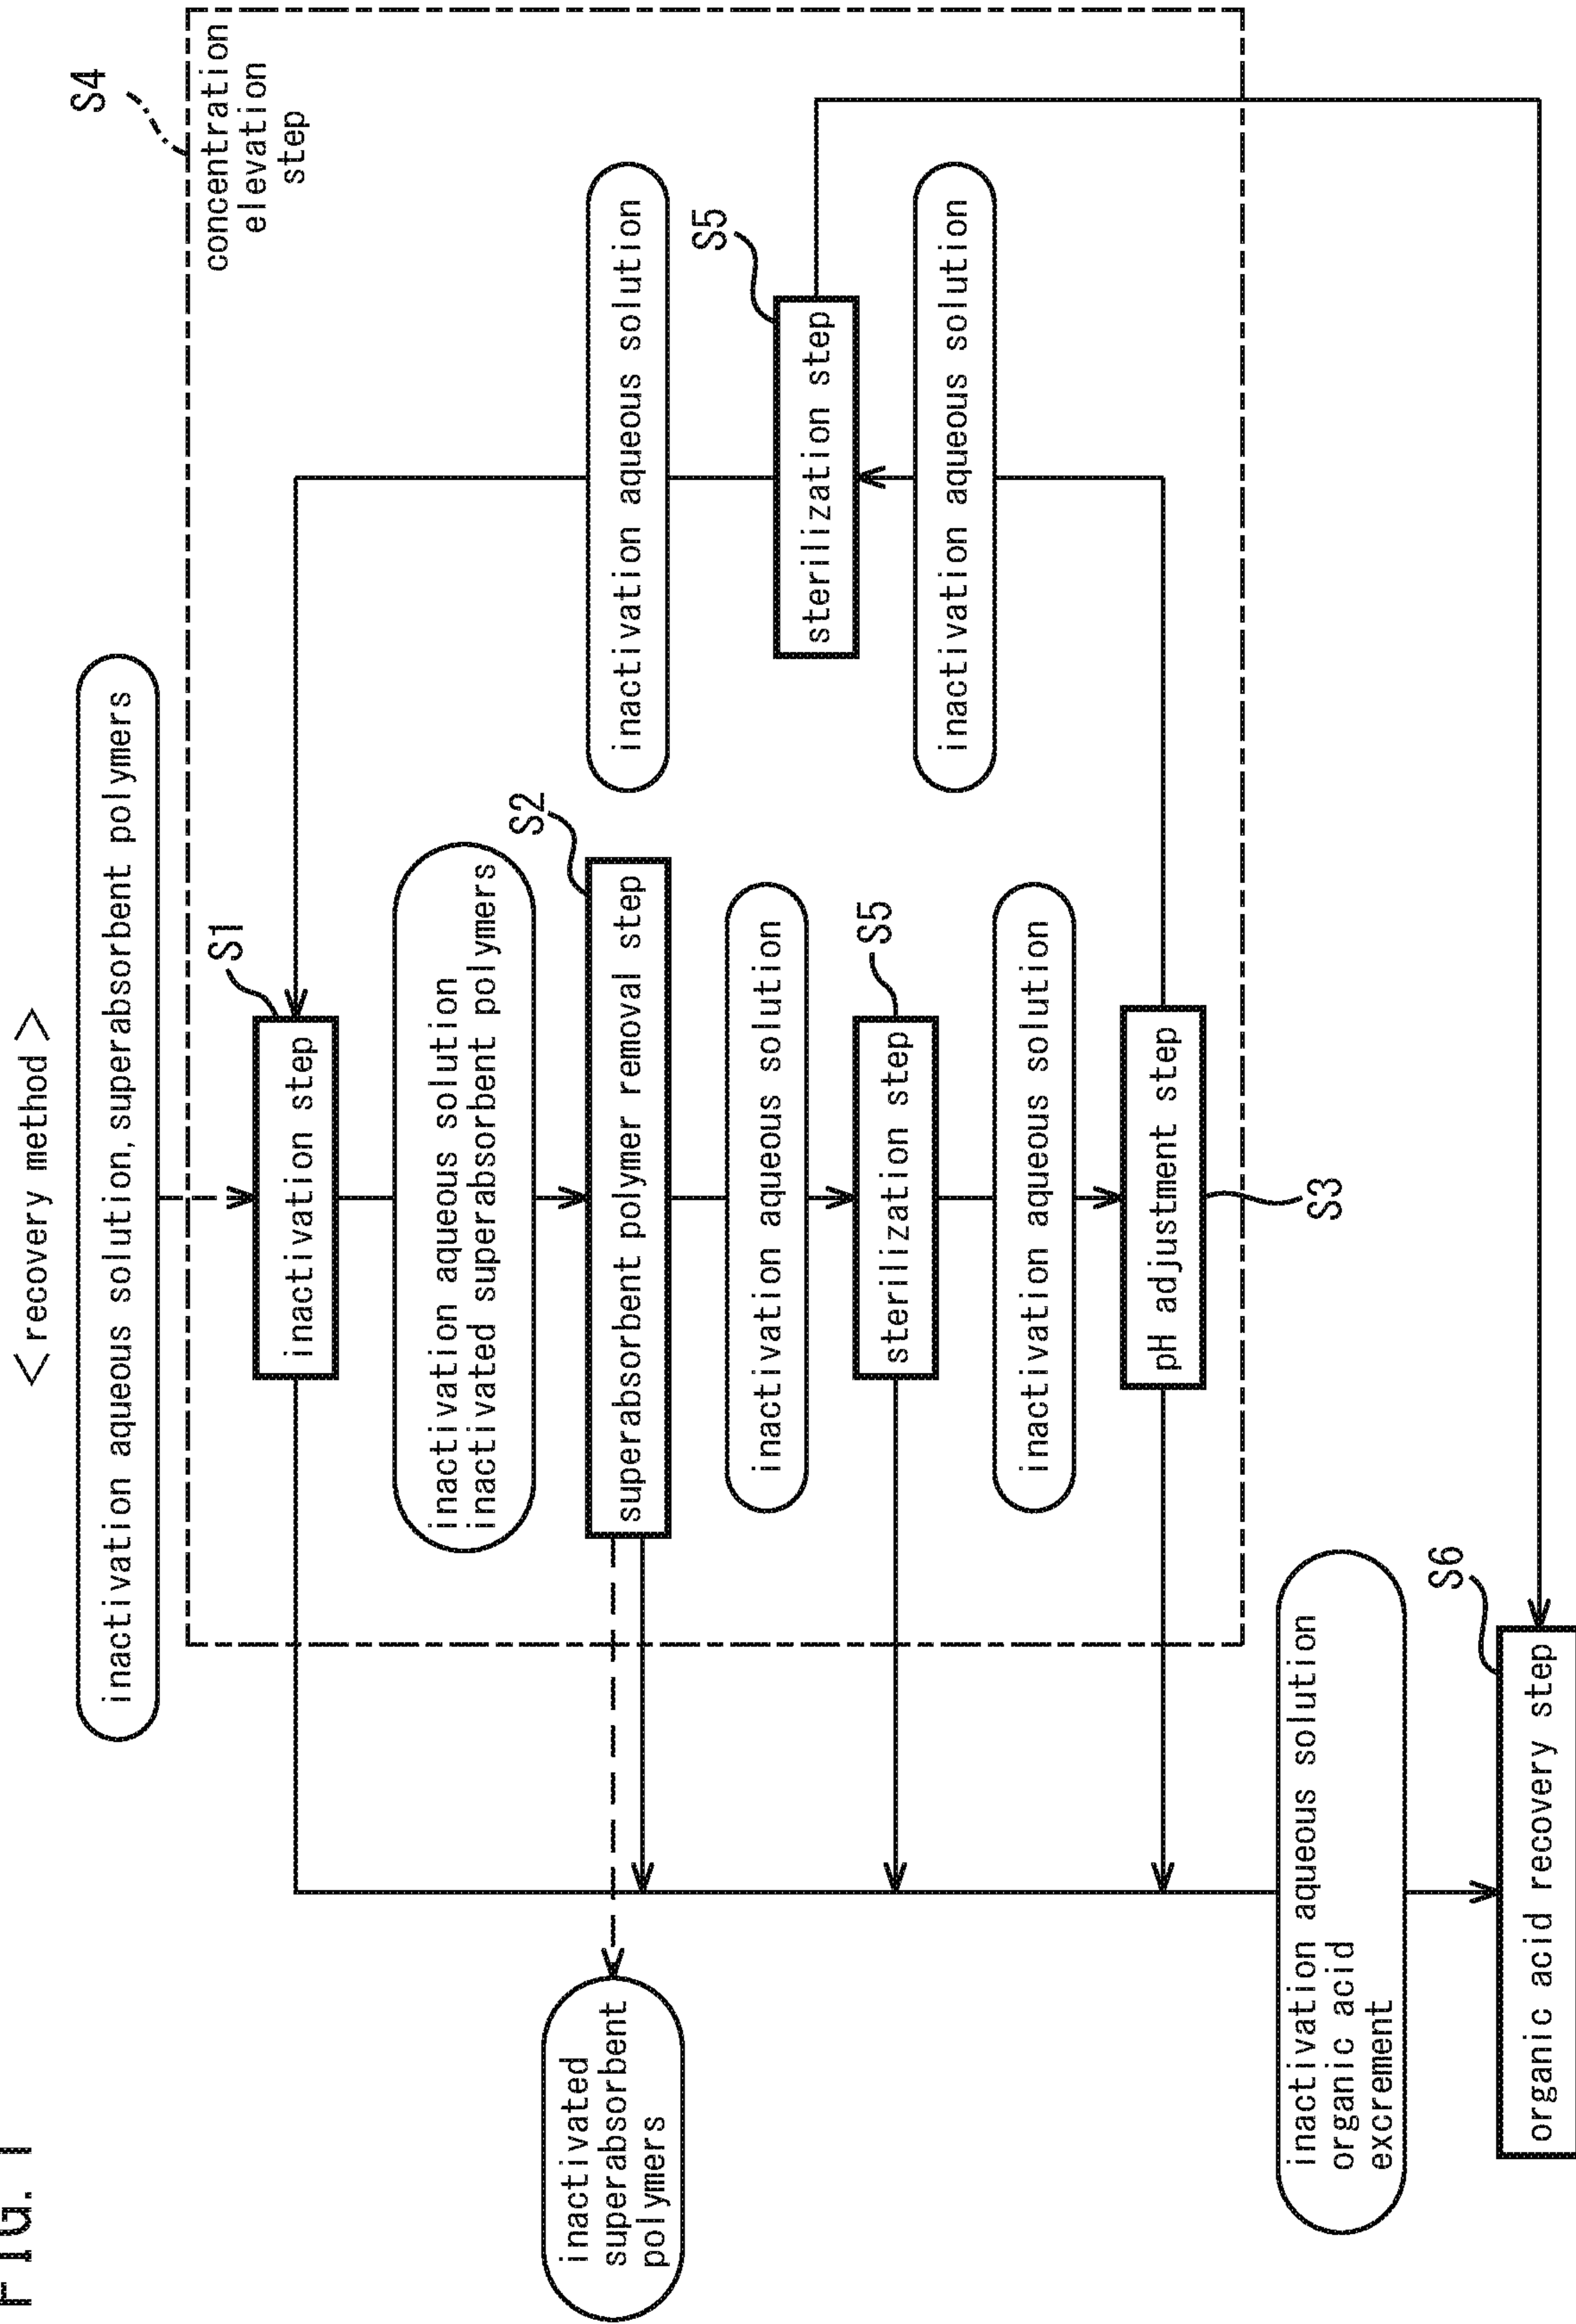 FIG. 1
<recovery method>
inactivation aqueous solution, superabsorbent polymers
S4
concentration
elevation
step
S1
inactivation step
inactivation aqueous solution
inactivated superabsorbent polymers
S2
superabsorbent polymer removal step
inactivated
superabsorbent
polymers
inactivation aqueous solution
S5
sterilization step
inactivation aqueous solution
pH adjustment step
S3
inactivation aqueous solution
S5
sterilization step
inactivation aqueous solution
inactivation aqueous solution
organic acid
excrement
S6
organic acid recovery step